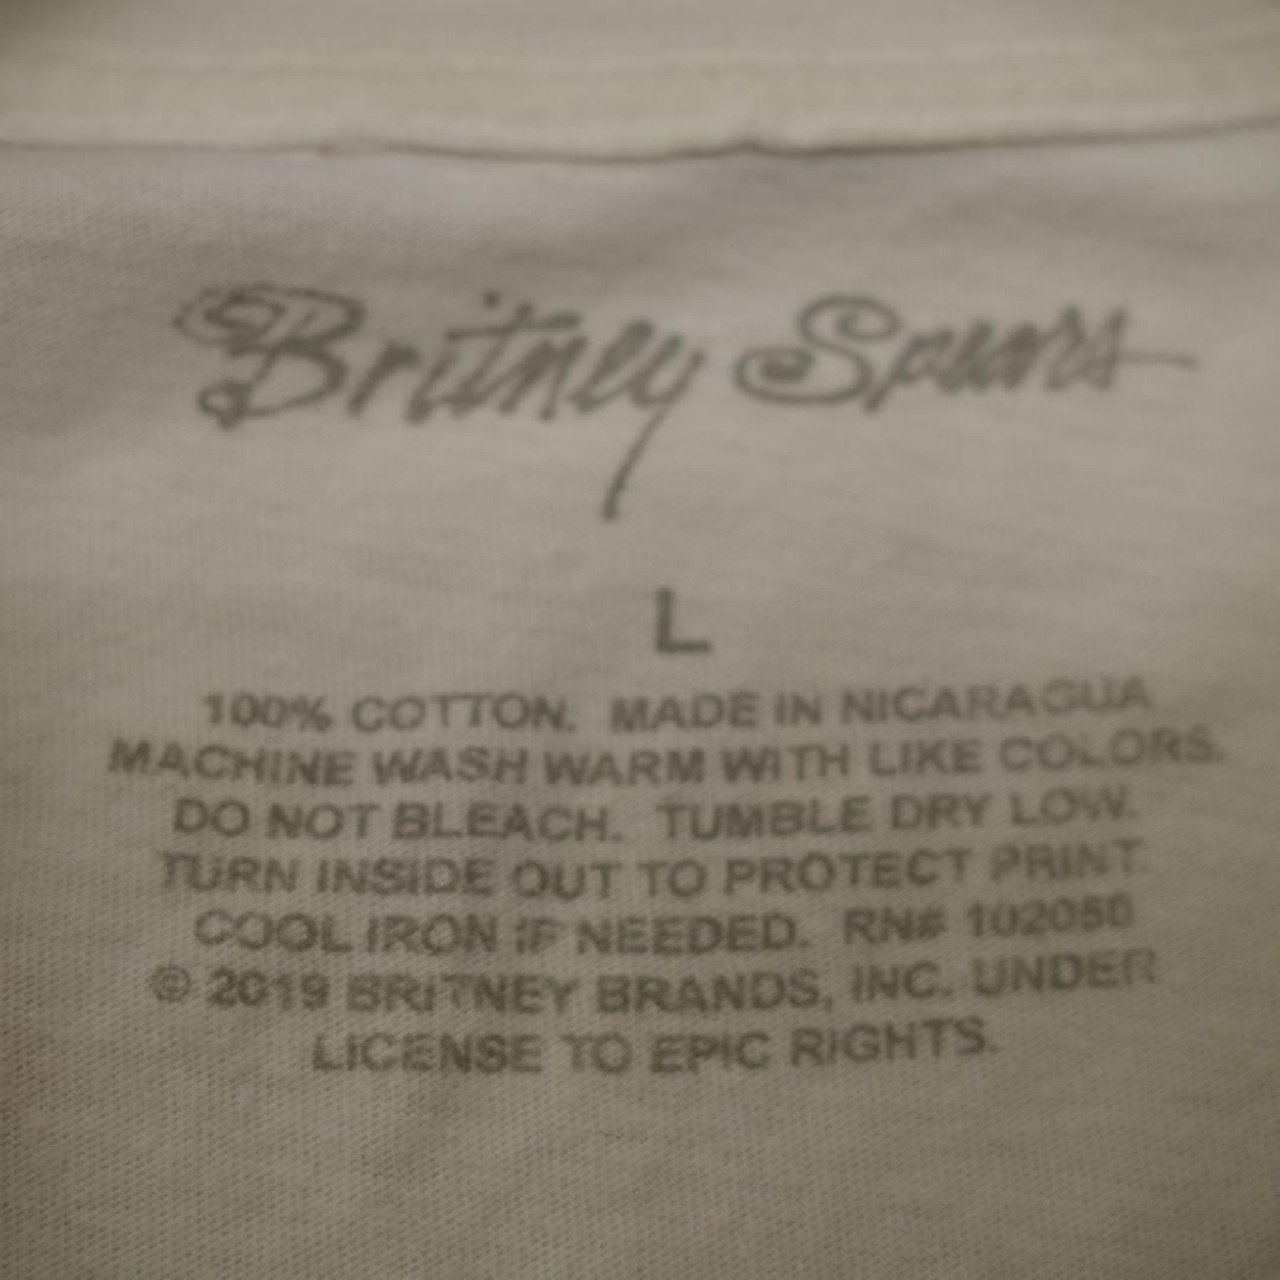 Britney Spears
L
100% COTTON. MADE IN NICARAGUA
MACHINE WASH WARM WITH LIKE COLORS.
DO NOT BLEACH. TUMBLE DRY LOW.
TURN INSIDE OUT TO PROTECT PRINT.
COOL IRON IF NEEDED. RN#
© 2019 BRITNEY BRANDS, INC. UNDER
LICENSE TO EPIC RIGHTS.